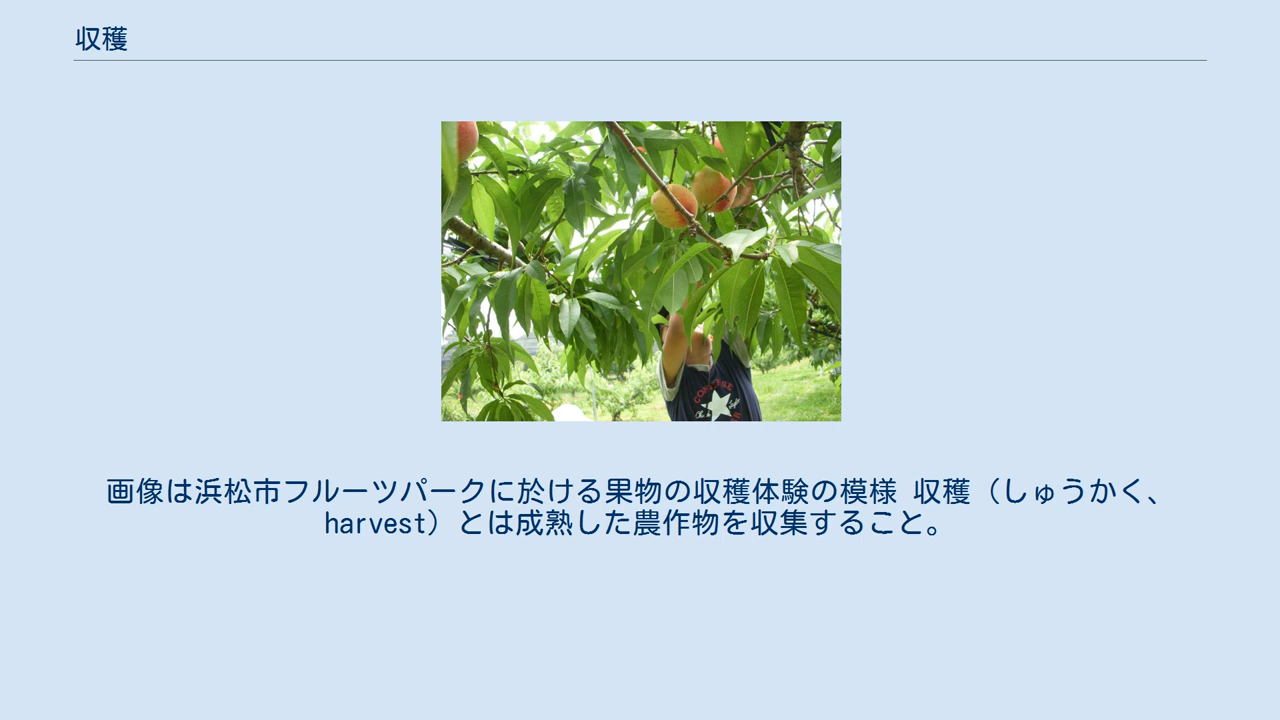 収穫
CONVERSE
画像は浜松市フルーツパークに於ける果物の収穫体験の模様 収穫（しゅうかく、
harvest）とは成熟した農作物を収集すること。